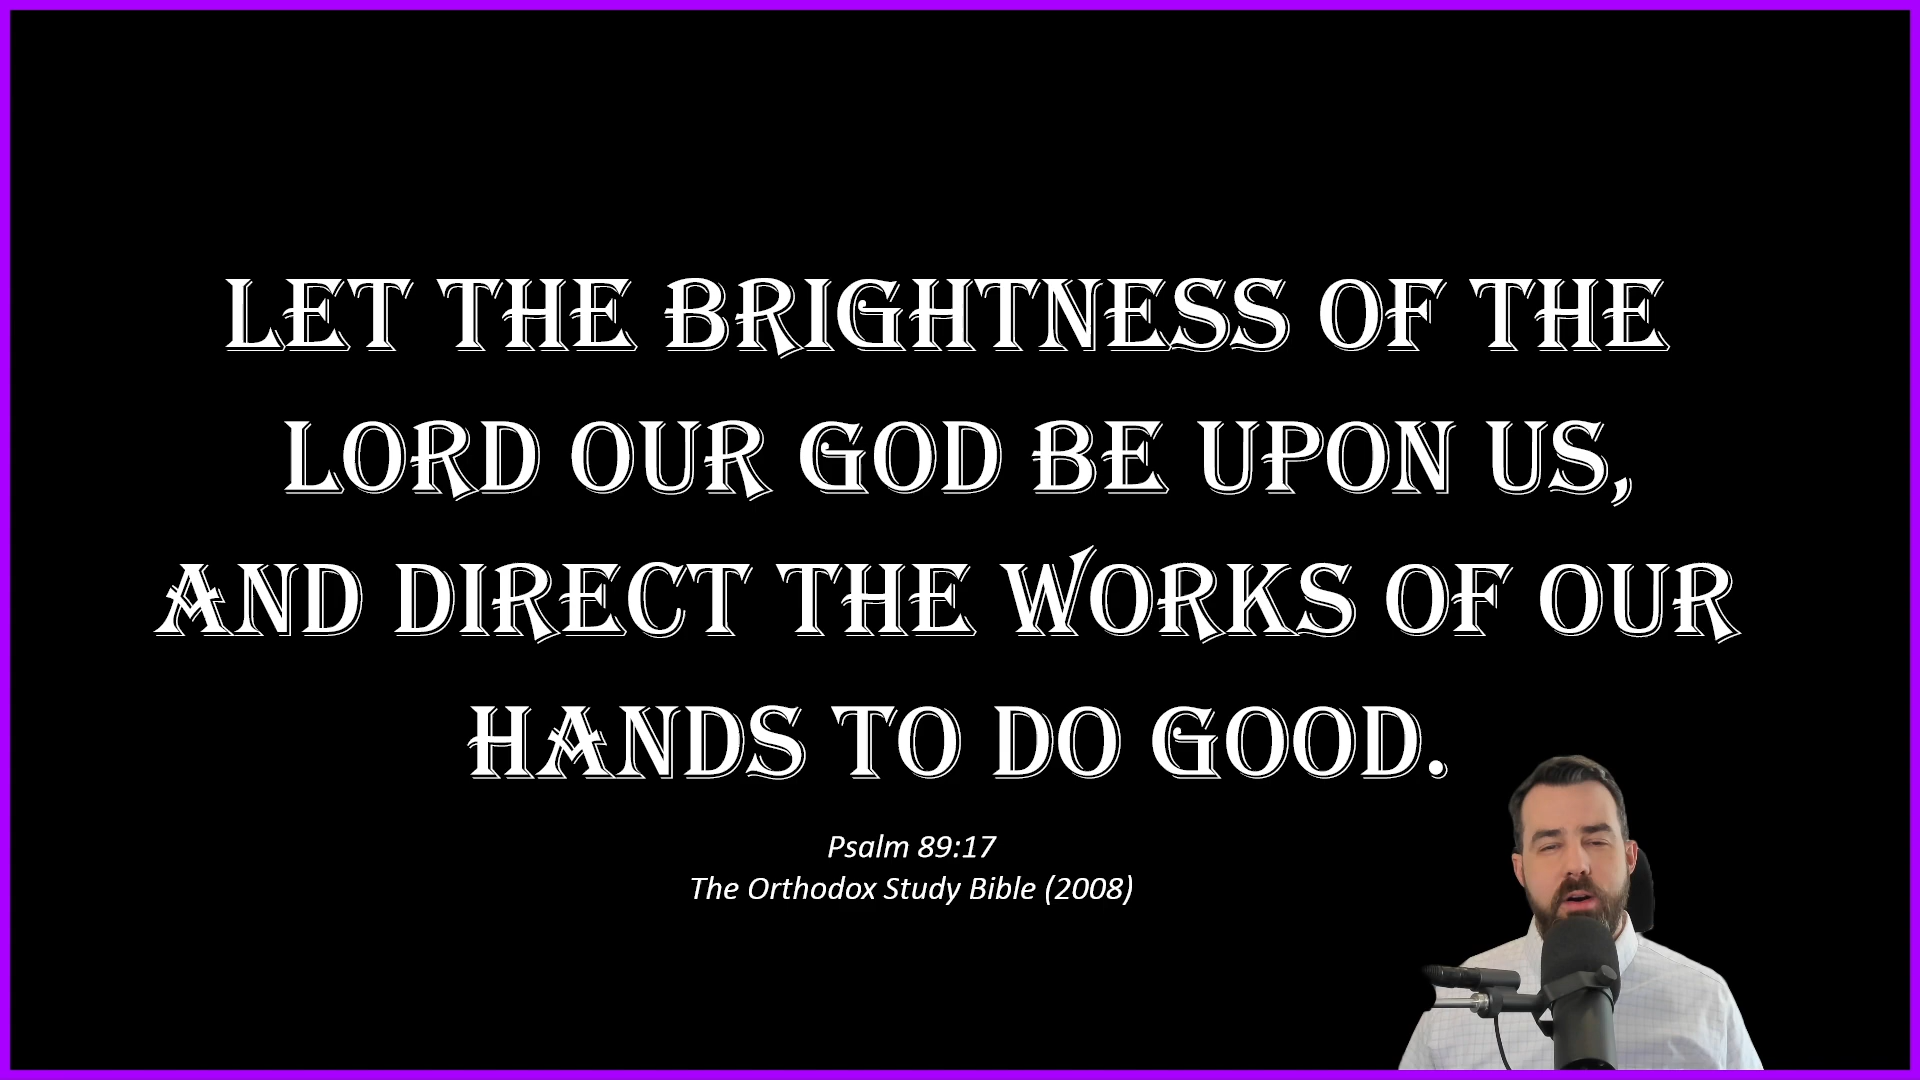 LET THE BRIGHTNESS OF THE
LORD OUR GOD BE UPON US,
AND DIRECT THE WORKS OF OUR
HANDS TO DO GOOD.
Psalm 89:17
The Orthodox Study Bible (2008)